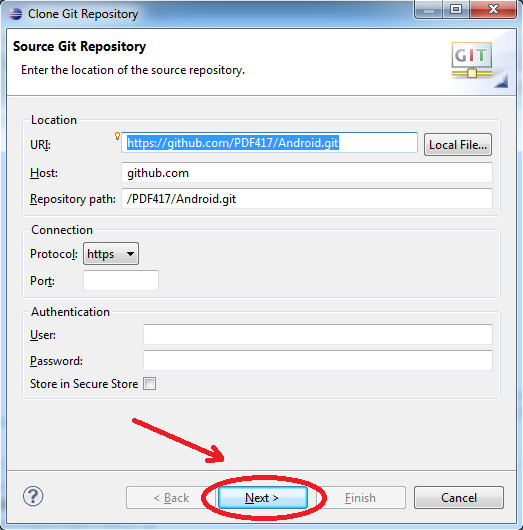 Clone Git Repository
Source Git Repository
Enter the location of the source repository.
GIT
Location
URI:
https://github.com/PDF417/Android.git
Local File...
Host:
github.com
Repository path:
/PDF417/Android.git
Connection
Protocol:
https
Port:
Authentication
User:
Password:
Store in Secure Store
?
< Back
Next >
Finish
Cancel